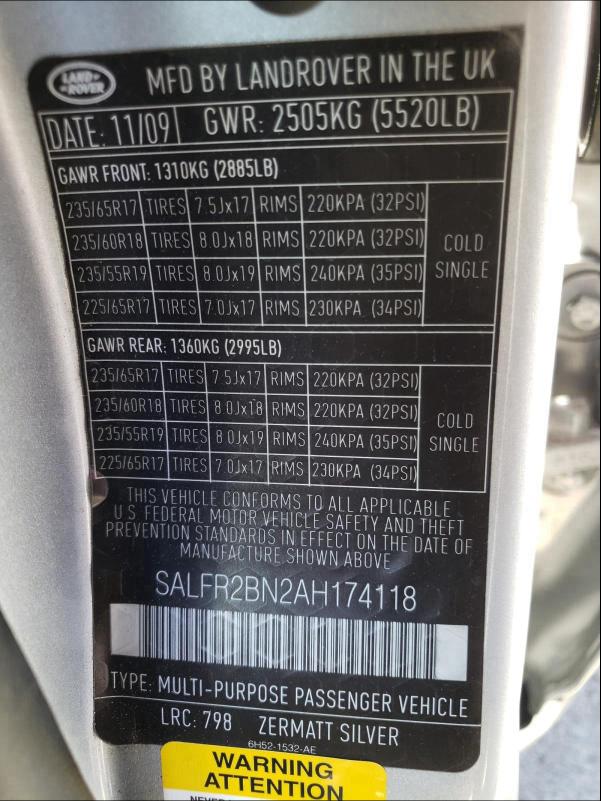 LAND ROVER MFD BY LANDROVER IN THE UK
DATE: 11/09 GWR: 2505KG (5520LB)
GAWR FRONT: 1310KG (2885LB)
235/65R17 TIRES 7.5Jx17 RIMS 220KPA (32PSI)
235/60R18 TIRES 8.0Jx18 RIMS 220KPA (32PSI)
235/55R19 TIRES 8.0Jx19 RIMS 240KPA (35PSI)
225/65R17 TIRES 7.0Jx17 RIMS 230KPA (34PSI)
COLD
SINGLE
GAWR REAR: 1360KG (2995LB)
235/65R17 TIRES 7.5Jx17 RIMS 220KPA (32PSI)
235/60R18 TIRES 8.0Jx18 RIMS 220KPA (32PSI)
235/55R19 TIRES 8.0Jx19 RIMS 240KPA (35PSI)
225/65R17 TIRES 7.0Jx17 RIMS 230KPA (34PSI)
COLD
SINGLE
THIS VEHICLE CONFORMS TO ALL APPLICABLE
U.S FEDERAL MOTOR VEHICLE SAFETY AND THEFT
PREVENTION STANDARDS IN EFFECT ON THE DATE OF
MANUFACTURE SHOWN ABOVE
SALFR2BN2AH174118
TYPE: MULTI-PURPOSE PASSENGER VEHICLE
LRC: 798 ZERMATT SILVER
6H52-1532-AE
WARNING
ATTENTION